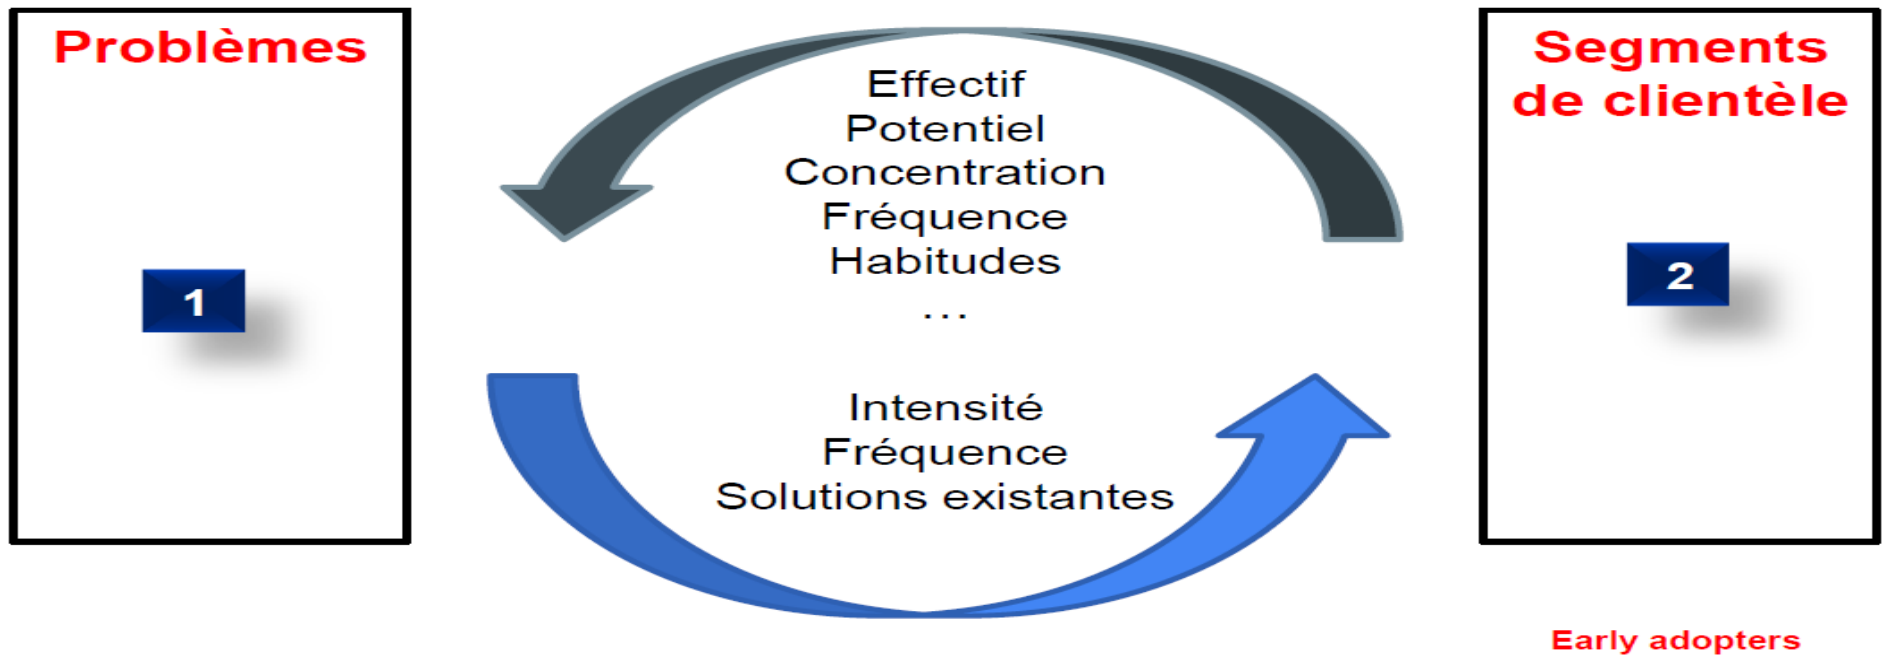 Problèmes
1
Effectif
Potentiel
Concentration
Fréquence
Habitudes
...
Intensité
Fréquence
Solutions existantes
Segments
de clientèle
2
Early adopters